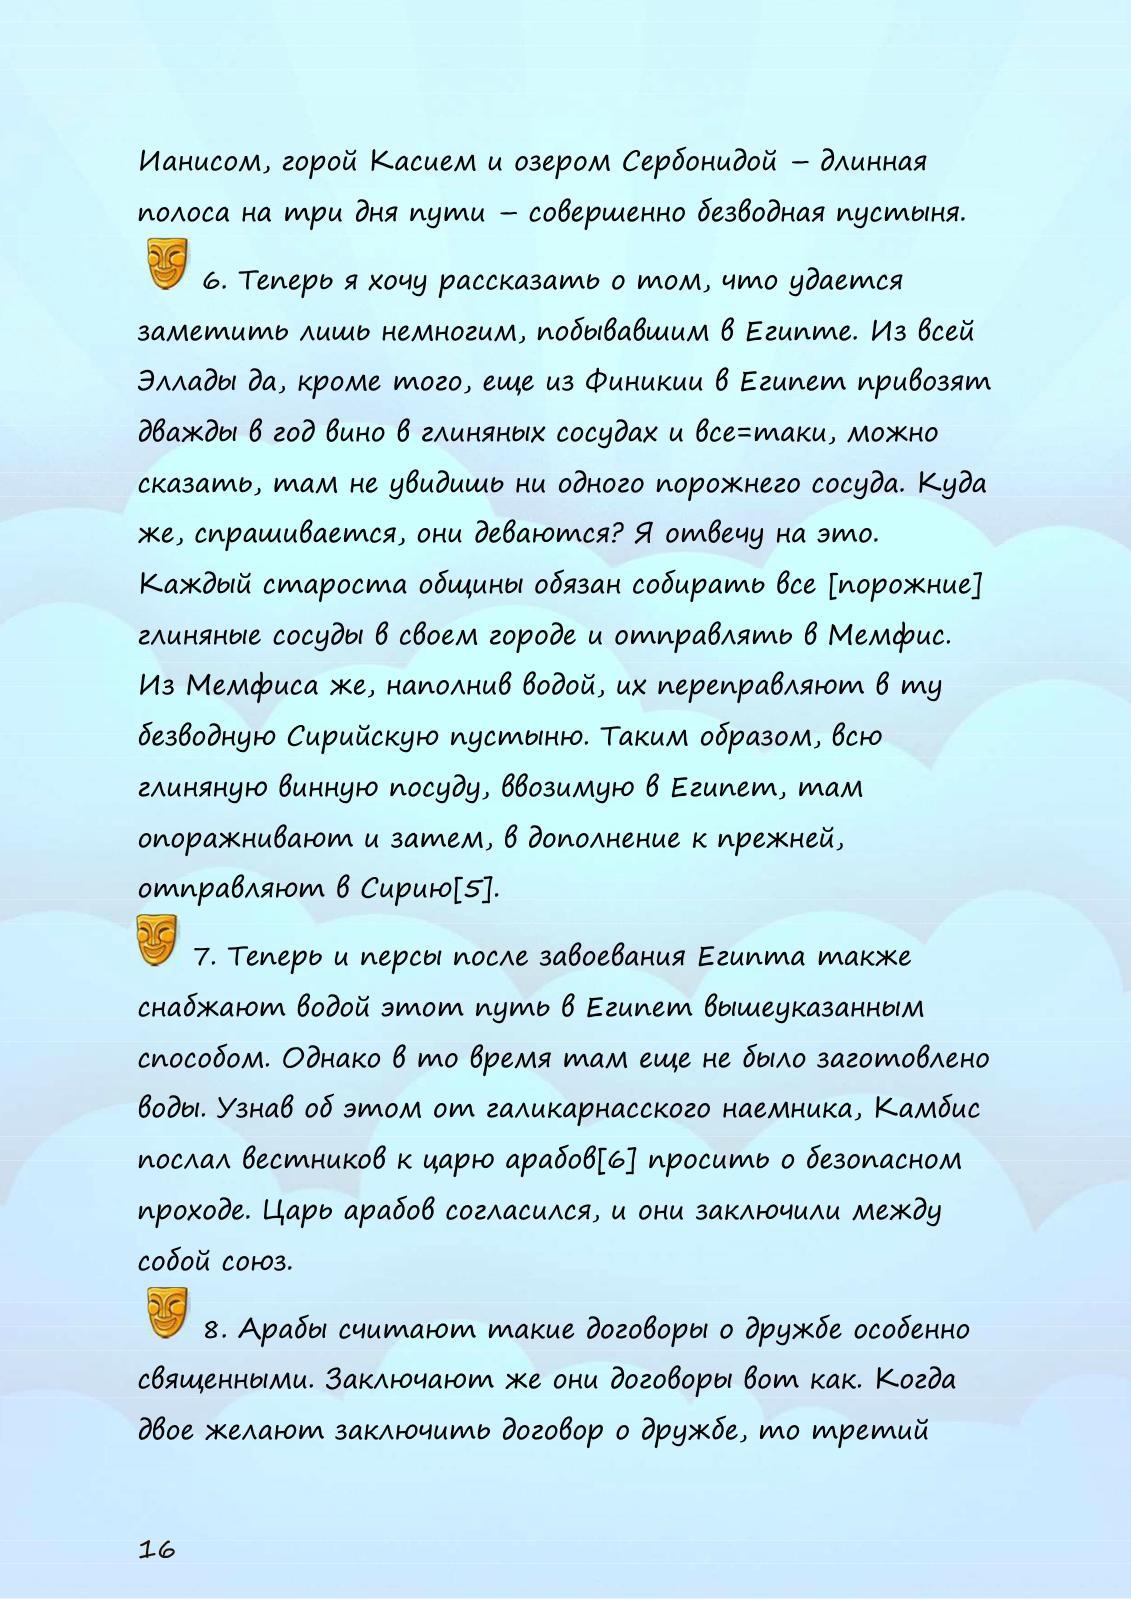 Ианисом, горой Касием и озером Сербонидой – длинная
полоса на три дня пути – совершенно безводная пустыня.
6. Теперь я хочу рассказать о том, что удается
заметить лишь немногим, побывавшим в Египте. Из всей
Эллады да, кроме того, еще из Финикии в Египет привозят
дважды в год вино в глиняных сосудах и все=таки, можно
сказать, там не увидишь ни одного порожнего сосуда. Куда
же, спрашивается, они деваются? Я отвечу на это.
Каждый староста общины обязан собирать все [порожние]
глиняные сосуды в своем городе и отправлять в Мемфис.
Из Мемфиса же, наполнив водой, их переправляют в ту
безводную Сирийскую пустыню. Таким образом, всю
глиняную винную посуду, ввозимую в Египет, там
опоражнивают и затем, в дополнение к прежней,
отправляют в Сирию[5].
7. Теперь и персы после завоевания Египта также
снабжают водой этот путь в Египет вышеуказанным
способом. Однако в то время там еще не было заготовлено
воды. Узнав об этом от галикарнасского наемника, Камбис
послал вестников к царю арабов[6] просить о безопасном
проходе. Царь арабов согласился, и они заключили между
собой союз.
8. Арабы считают такие договоры о дружбе особенно
священными. Заключают же они договоры вот как. Когда
двое желают заключить договор о дружбе, то третий
16